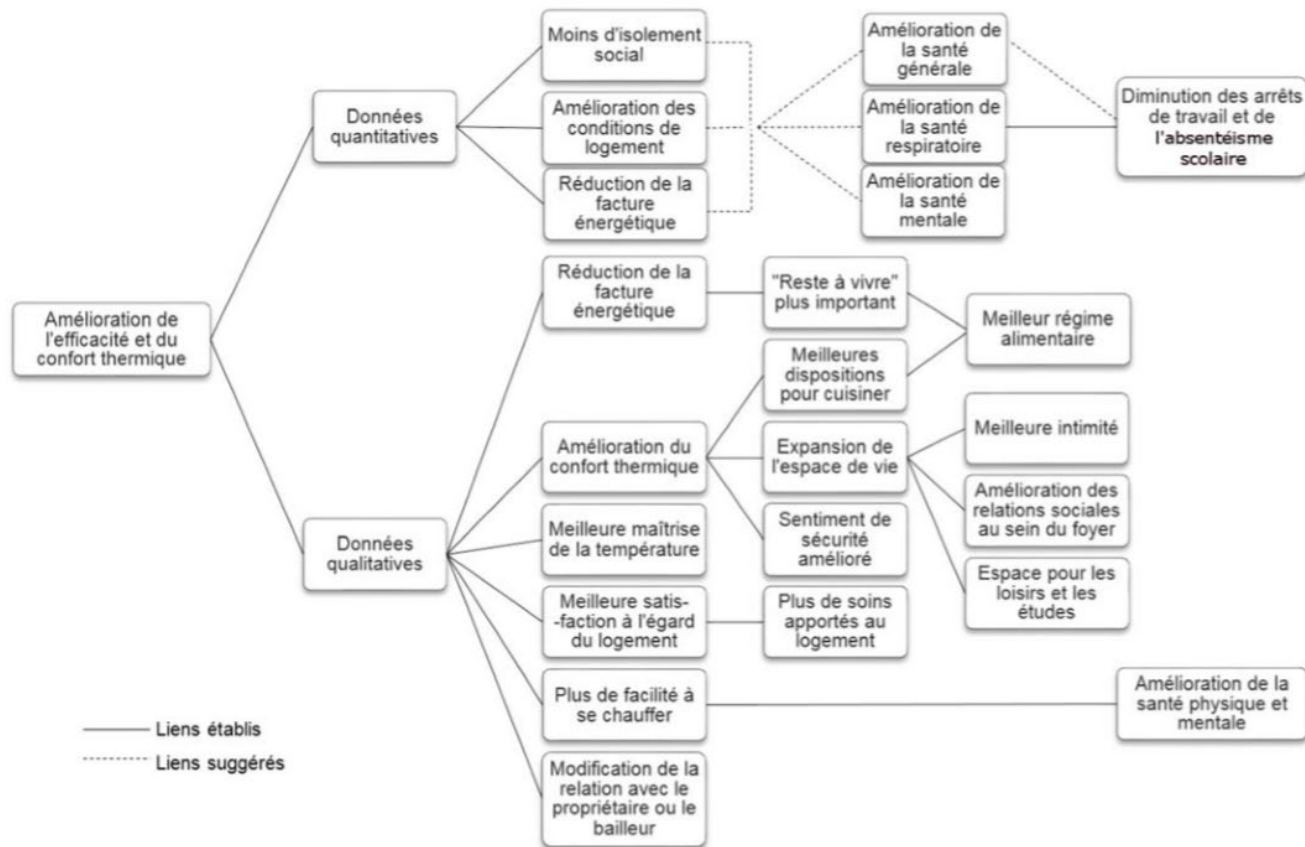 Amélioration de
l'efficacité et du
confort thermique
Données
quantitatives
Moins d'isolement
social
Amélioration des
conditions de
logement
Réduction de la
facture
énergétique
Amélioration de
la santé
générale
Amélioration de
la santé
respiratoire
Amélioration de
la santé
mentale
Diminution des arrêts
de travail et de
l'absentéisme
scolaire
Données
qualitatives
Réduction de la
facture
énergétique
"Reste à vivre"
plus important
Meilleur régime
alimentaire
Meilleures
dispositions
pour cuisiner
Amélioration du
confort thermique
Expansion de
l'espace de vie
Meilleure intimité
Amélioration des
relations sociales
au sein du foyer
Espace pour les
loisirs et les
études
Sentiment de
sécurité
amélioré
Meilleure maîtrise
de la température
Meilleure satis-
-faction à l'égard
du logement
Plus de soins
apportés au
logement
Plus de facilité à
se chauffer
Amélioration de la
santé physique et
mentale
Modification de la
relation avec le
propriétaire ou le
bailleur
Liens établis
Liens suggérés